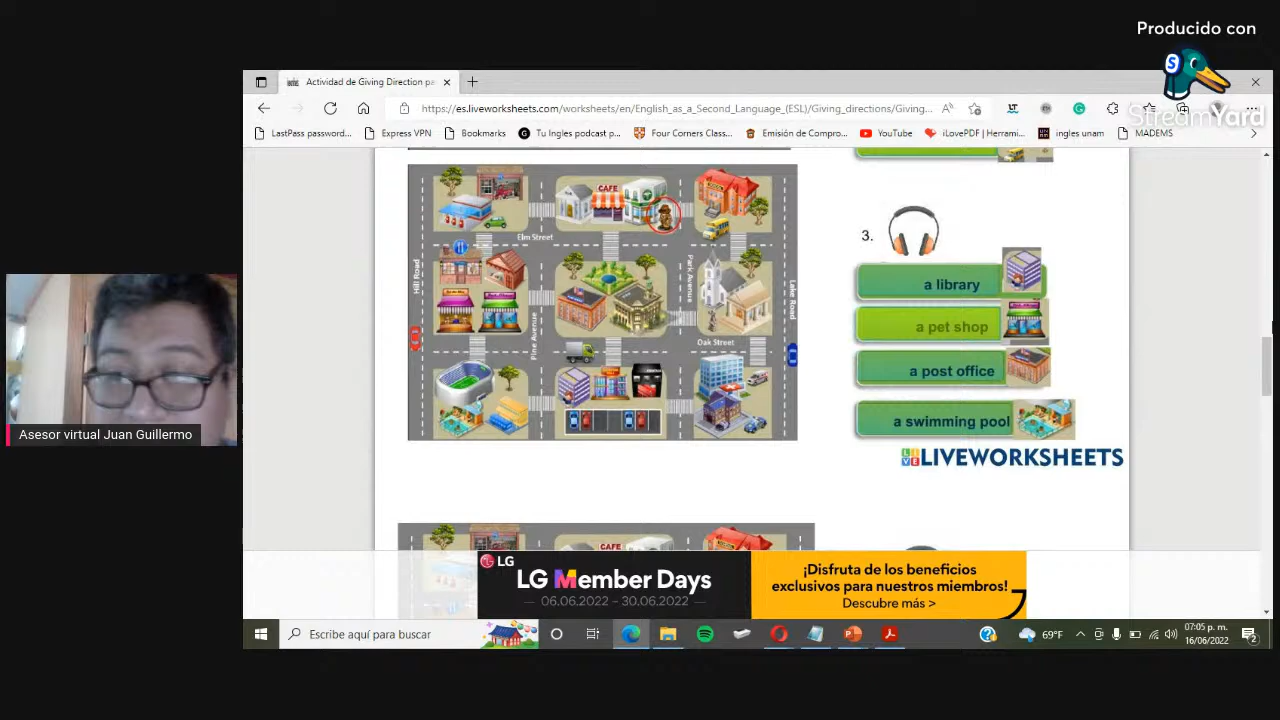 Producido con
StreamYard
Actividad de Giving Direction pa
https://es.liveworksheets.com/worksheets/en/English_as_a_Second_Language_(ESL)/Giving_directions/Giving...
LastPass password...
Express VPN
Bookmarks
Tu Ingles podcast p...
Four Corners Class...
Emisión de Compro...
YouTube
iLovePDF | Herrami...
ingles unam
MADEMS
CAFE
Elm Street
Hill Road
Park Avenue
Lake Road
Pine Avenue
Oak Street
3.
a library
a pet shop
a post office
a swimming pool
LIVEWORKSHEETS
CAFE
Asesor virtual Juan Guillermo
LG
LG Member Days
06.06.2022 - 30.06.2022
¡Disfruta de los beneficios
exclusivos para nuestros miembros!
Descubre más >
Escribe aquí para buscar
69°F
07:05 p. m.
16/06/2022
2